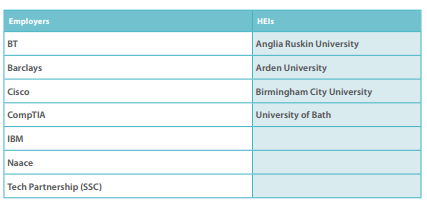 Employers HEIs
BT Anglia Ruskin University
Barclays Arden University
Cisco Birmingham City University
CompTIA University of Bath
IBM
Naace
Tech Partnership (SSC)